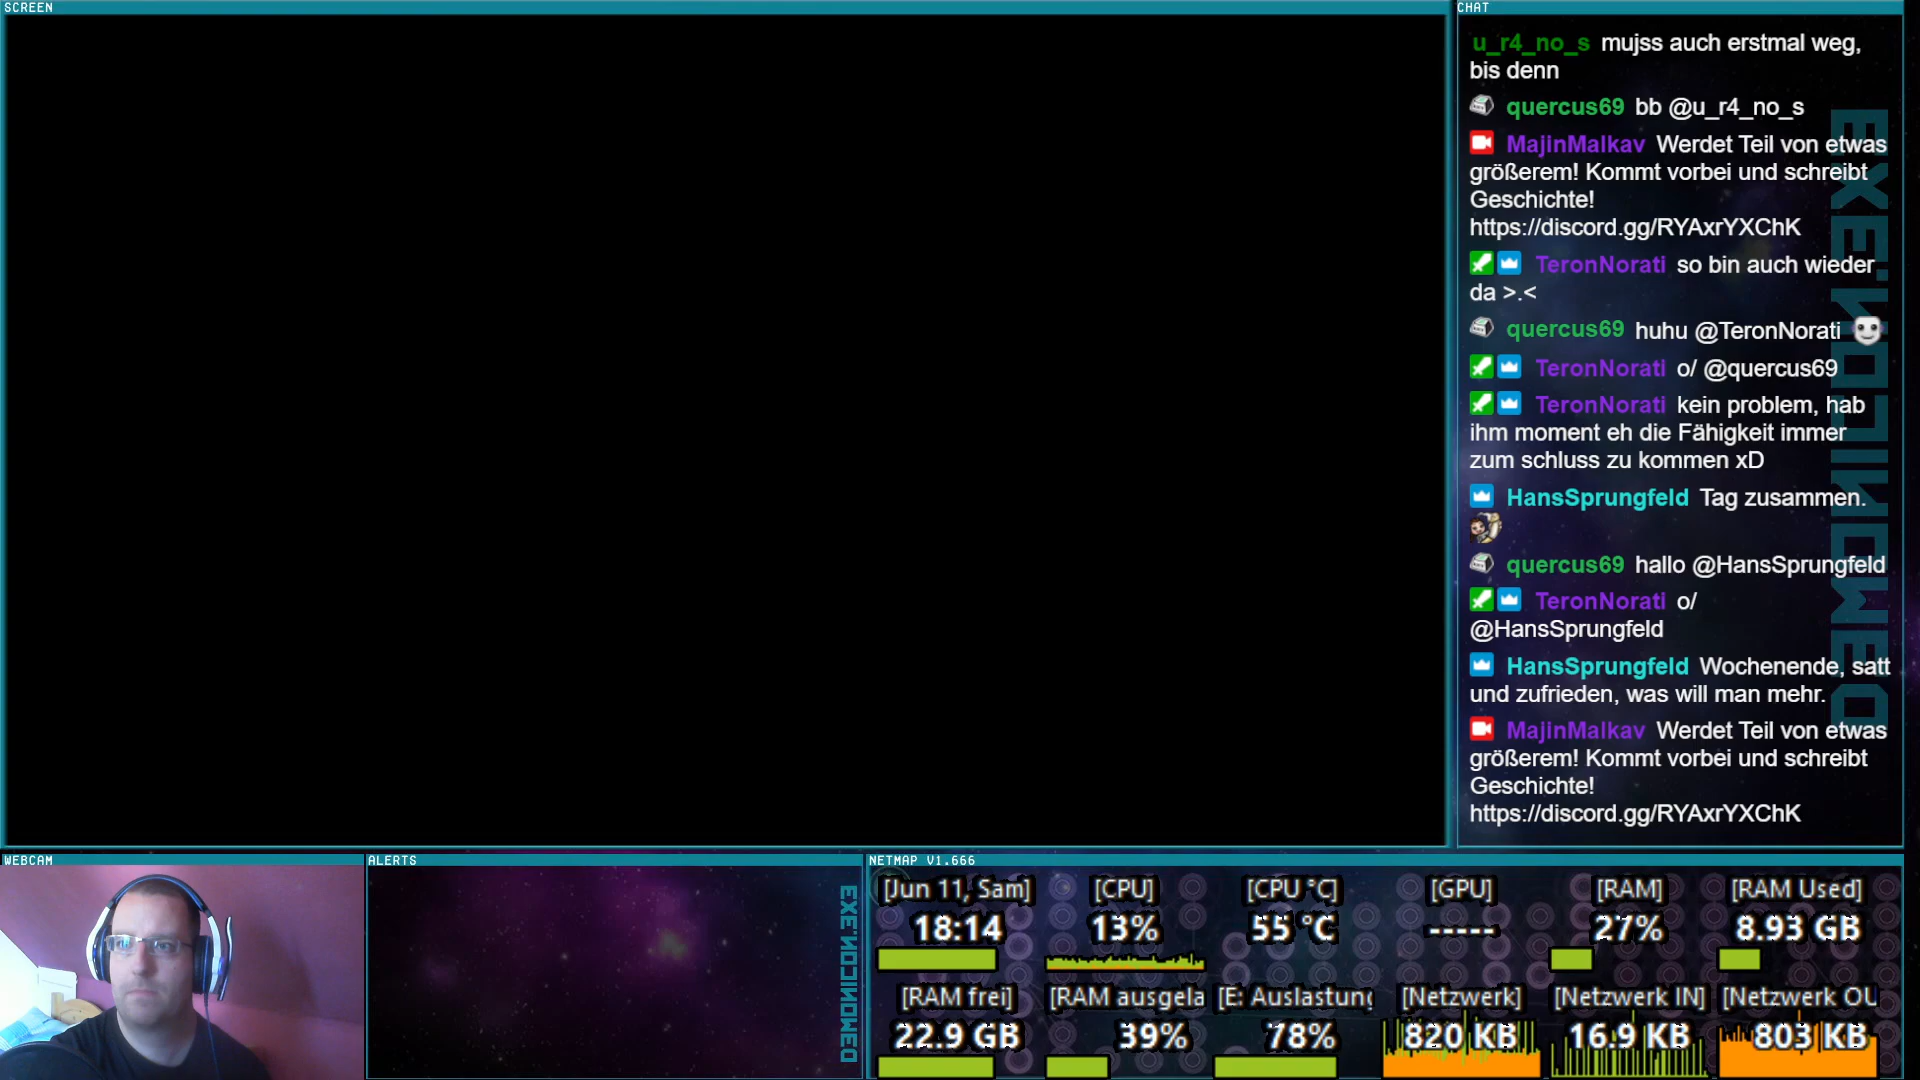 SCREEN
CHAT
u_r4_no_s mujss auch erstmal weg,
bis denn
quercus69 bb @u_r4_no_s
MajinMalkav Werdet Teil von etwas
größerem! Kommt vorbei und schreibt
Geschichte!
https://discord.gg/RYAxrYXChK
TeronNorati so bin auch wieder
da >.<
quercus69 huhu @TeronNorati
TeronNorati o/ @quercus69
TeronNorati kein problem, hab
ihm moment eh die Fähigkeit immer
zum schluss zu kommen xD
HansSprungfeld Tag zusammen.
quercus69 hallo @HansSprungfeld
TeronNorati o/
@HansSprungfeld
HansSprungfeld Wochenende, satt
und zufrieden, was will man mehr.
MajinMalkav Werdet Teil von etwas
größerem! Kommt vorbei und schreibt
Geschichte!
https://discord.gg/RYAxrYXChK
WEBCAM
ALERTS
NETMAP V1.666
[Jun 11, Sam] [CPU] [CPU °C] [GPU] [RAM] [RAM Used]
18:14 13% 55 °C ----- 27% 8.93 GB
[RAM frei] [RAM ausgela [E: Auslastung [Netzwerk] [Netzwerk IN] [Netzwerk OU
22.9 GB 39% 78% 820 KB 16.9 KB 803 KB